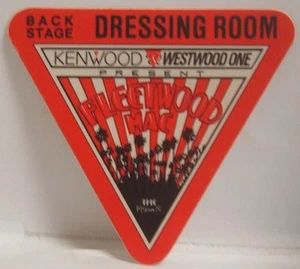 BACK STAGE DRESSING ROOM
KENWOOD WESTWOOD ONE
PRESENT
FLEETWOOD
MAC